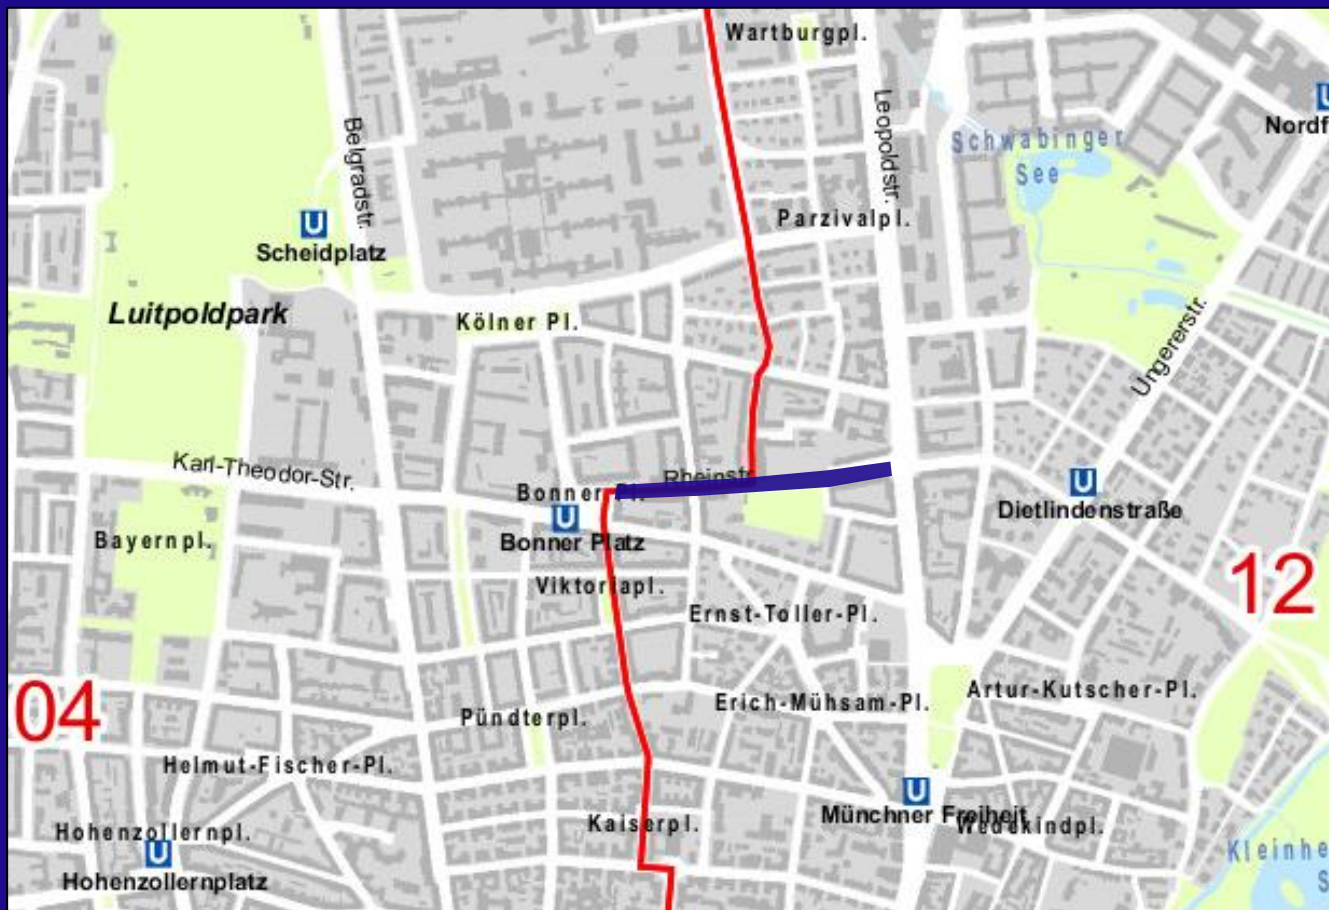 Wartburgpl.
Leopoldstr.
Belgradstr.
U
Nordf
Schwabinger
See
U
Scheidplatz
Parzivalpl.
Luitpoldpark
Kölner Pl.
Ungererstr.
Karl-Theodor-Str.
Rheinstr.
Bonner Pl.
U
Bonner Platz
U
Dietlindenstraße
Bayernpl.
Viktoriapl.
12
Ernst-Toller-Pl.
04
Artur-Kutscher-Pl.
Erich-Mühsam-Pl.
Pündterpl.
Helmut-Fischer-Pl.
U
Münchner Freiheit
Wedekindpl.
Kaiserpl.
Hohenzollernpl.
U
Hohenzollernplatz
Kleinhe
S